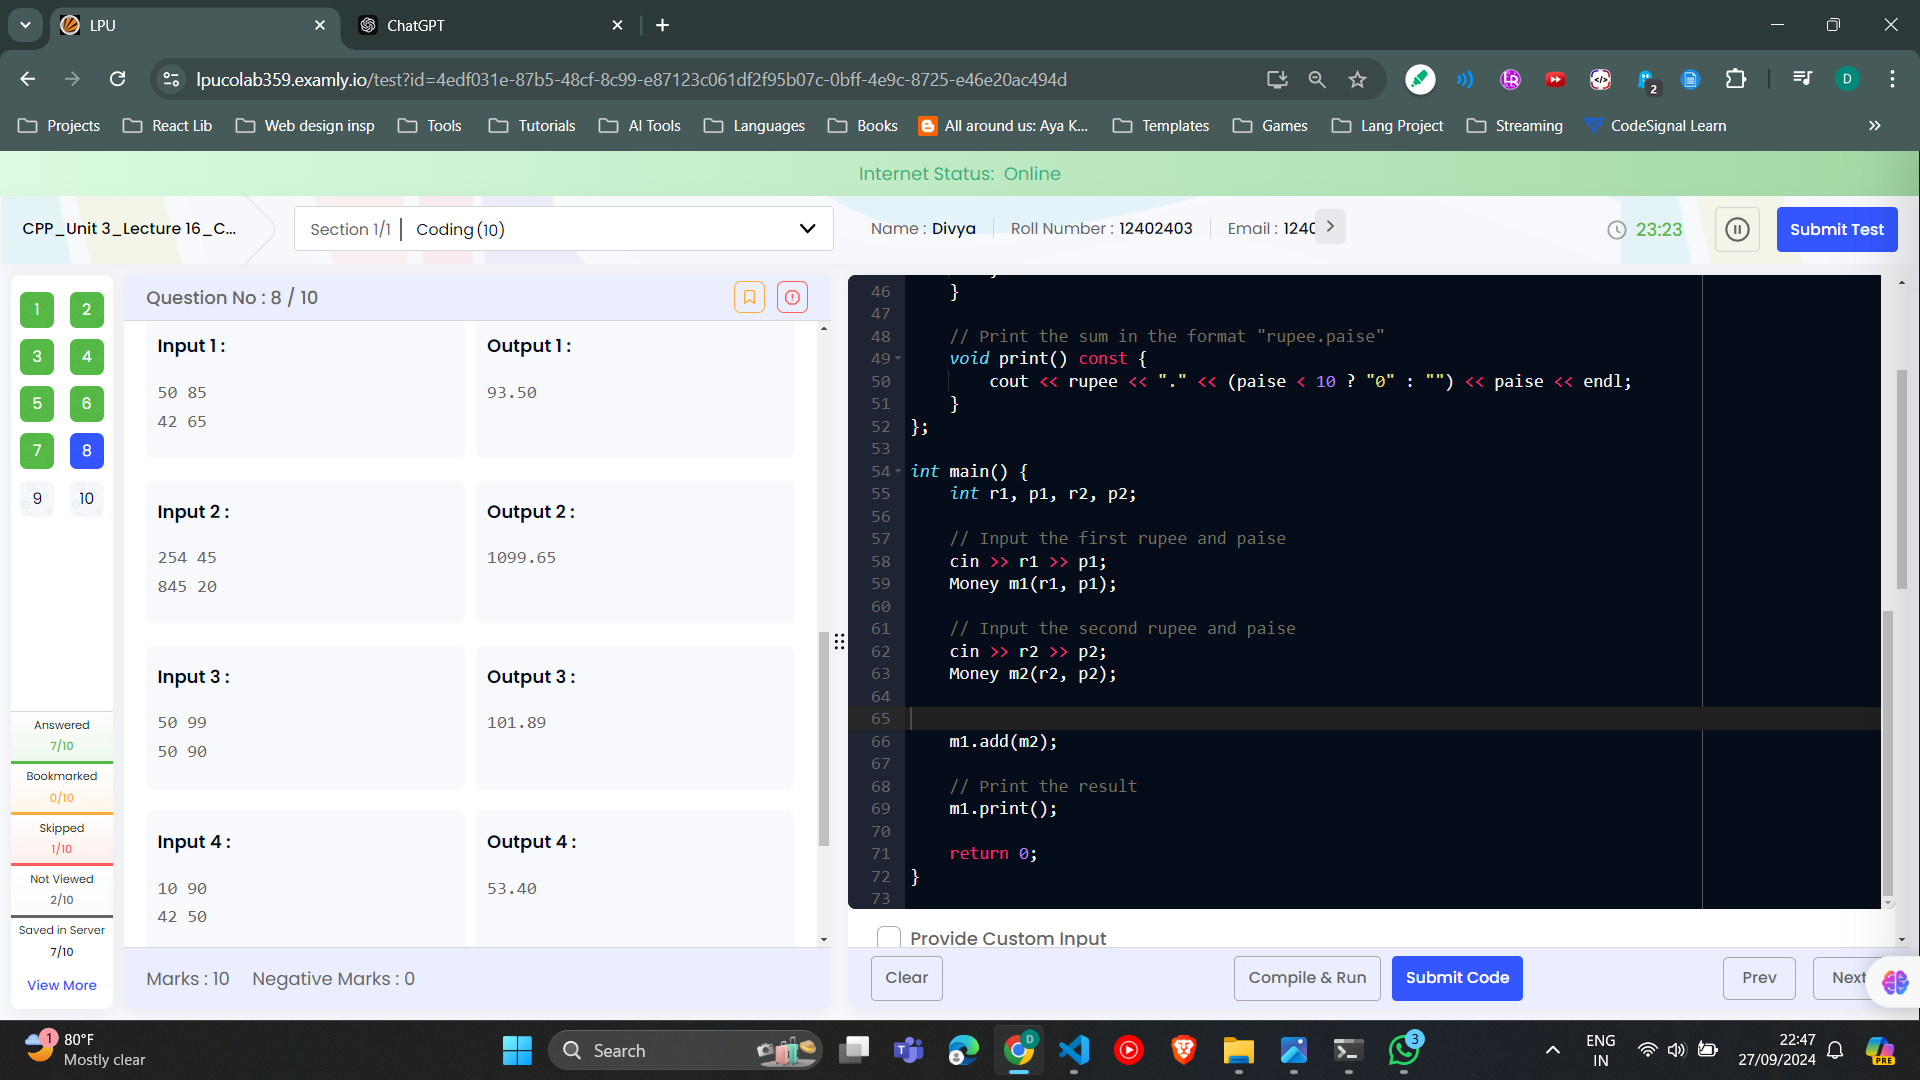 LPU
ChatGPT
lpucolab359.examly.io/test?id=4edf031e-87b5-48cf-8c99-e87123c061df2f95b07c-0bff-4e9c-8725-e46e20ac494d
2
D
Projects
React Lib
Web design insp
Tools
Tutorials
AI Tools
Languages
Books
All around us: Aya K...
Templates
Games
Lang Project
Streaming
CodeSignal Learn
»
Internet Status: Online
CPP_Unit 3_Lecture 16_C...
Section 1/1 | Coding (10)
Name : Divya
Roll Number : 12402403
Email : 1240
23:23
Submit Test
1 2
3 4
5 6
7 8
9 10
Answered
7/10
Bookmarked
0/10
Skipped
1/10
Not Viewed
2/10
Saved in Server
7/10
View More
Question No : 8 / 10
Input 1 :
50 85
42 65
Output 1 :
93.50
Input 2 :
254 45
845 20
Output 2 :
1099.65
Input 3 :
50 99
50 90
Output 3 :
101.89
Input 4 :
10 90
42 50
Output 4 :
53.40
Marks : 10 Negative Marks : 0
46 }
47
48 // Print the sum in the format "rupee.paise"
49 void print() const {
50 cout << rupee << "." << (paise < 10 ? "0" : "") << paise << endl;
51 }
52 };
53
54 int main() {
55 int r1, p1, r2, p2;
56
57 // Input the first rupee and paise
58 cin >> r1 >> p1;
59 Money m1(r1, p1);
60
61 // Input the second rupee and paise
62 cin >> r2 >> p2;
63 Money m2(r2, p2);
64
65
66 m1.add(m2);
67
68 // Print the result
69 m1.print();
70
71 return 0;
72 }
73
Provide Custom Input
Clear
Compile & Run
Submit Code
Prev
Next
1
80°F
Mostly clear
Search
D
3
ENG
IN
22:47
27/09/2024
PRE